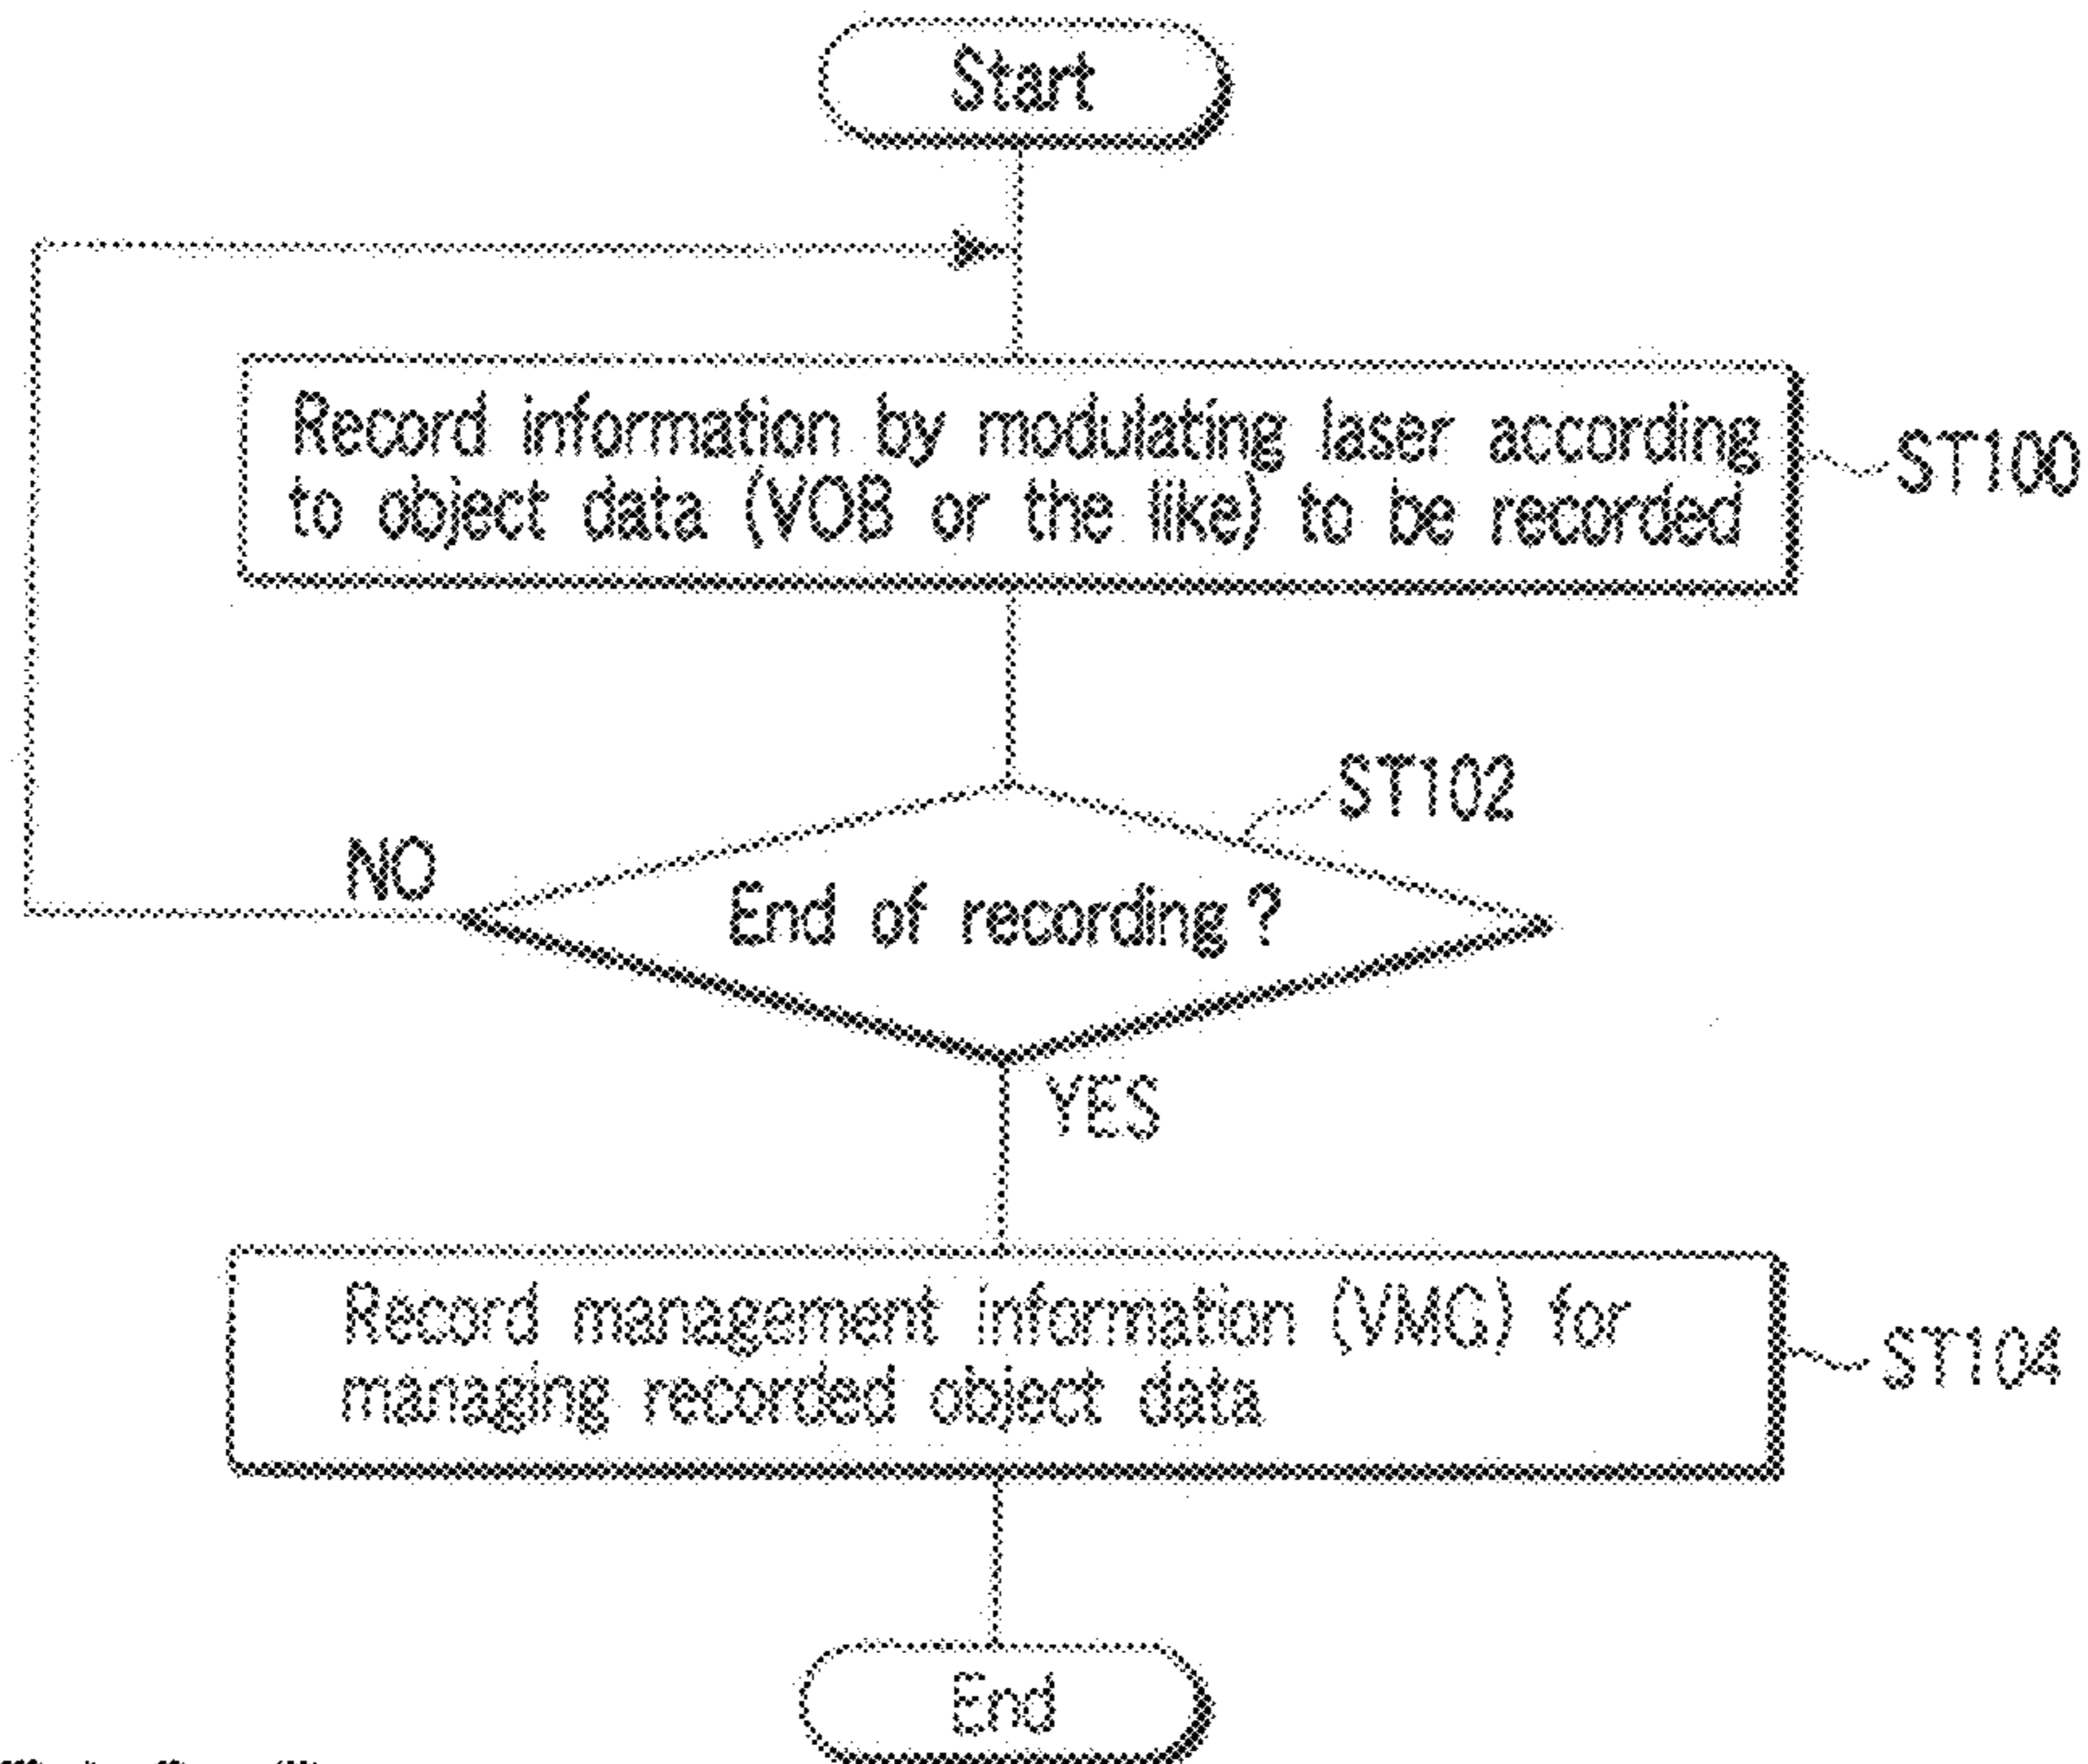 Start
Record information by modulating laser according
to object data (VOB or the like) to be recorded
ST100
ST102
NO
End of recording ?
YES
Record management information (VMG) for
managing recorded object data
ST104
End